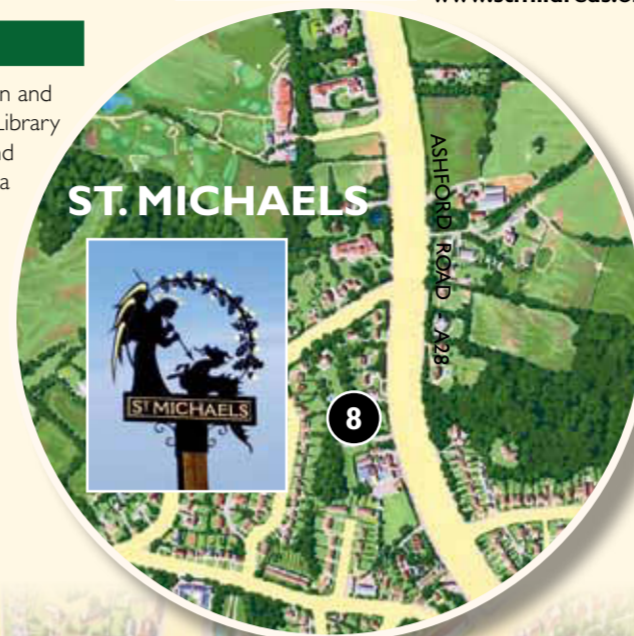 n and
Library
nd
a
ST. MICHAELS
ASHFORD ROAD - A28
ST MICHAELS
8